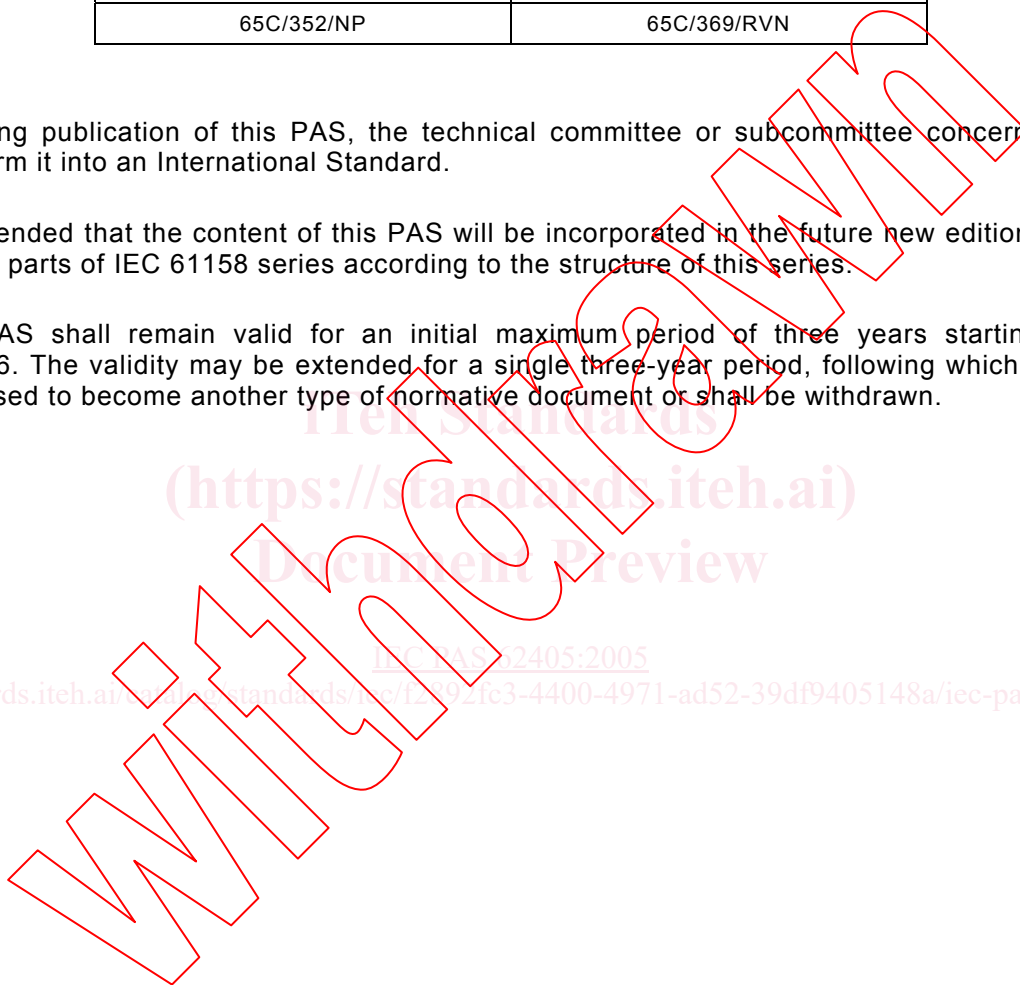 65C/352/NP 65C/369/RVN
ng publication of this PAS, the technical committee or subcommittee concern
rm it into an International Standard.
ended that the content of this PAS will be incorporated in the future new edition
parts of IEC 61158 series according to the structure of this series.
AS shall remain valid for an initial maximum period of three years startin
6. The validity may be extended for a single three-year period, following which
sed to become another type of normative document or shall be withdrawn.
iTeh Standards
(https://standards.iteh.ai)
Document Preview
IEC PAS 62405:2005
ds.iteh.ai/catalog/standards/iec/f2892fc3-4400-4971-ad52-39df9405148a/iec-pa
withdrawn